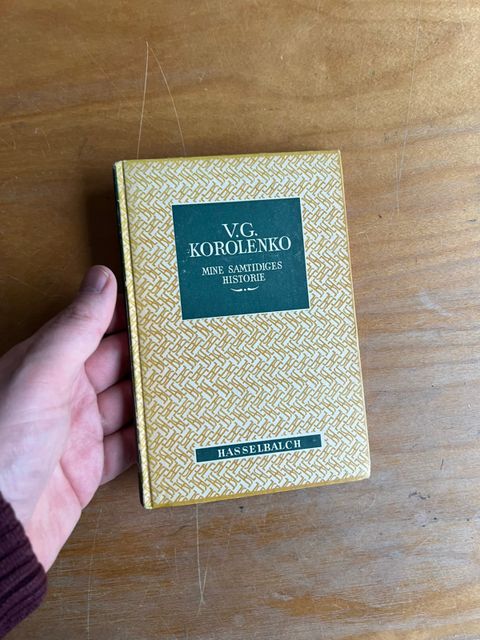 V.G.
KOROLENKO
MINE SAMTIDIGES
HISTORIE
HASSELBALCH